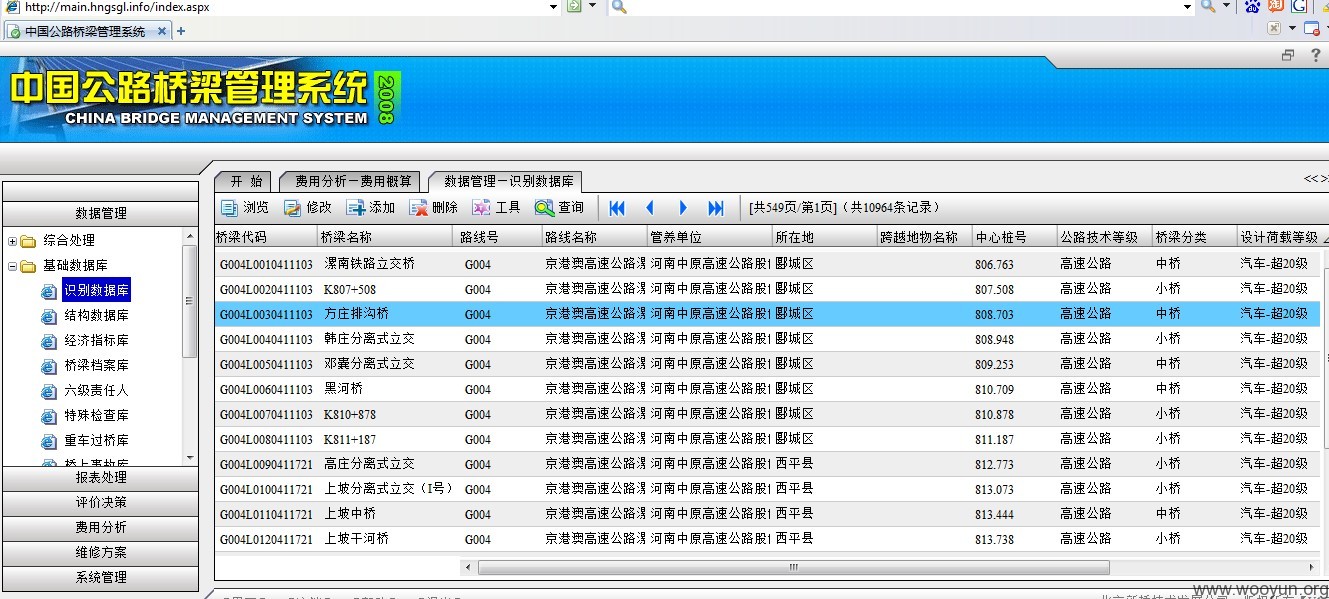 http://main.hngsgl.info/index.aspx
中国公路桥梁管理系统
中国公路桥梁管理系统 2008
CHINA BRIDGE MANAGEMENT SYSTEM
开 始 费用分析－费用概算 数据管理－识别数据库
浏览 修改 添加 删除 工具 查询 [共549页/第1页]（共10964条记录）
数据管理
综合处理
基础数据库
识别数据库
结构数据库
经济指标库
桥梁档案库
六级责任人
特殊检查库
重车过桥库
桥上事故库
报表处理
评价决策
费用分析
维修方案
系统管理
桥梁代码 桥梁名称 路线号 路线名称 管养单位 所在地 跨越地物名称 中心桩号 公路技术等级 桥梁分类 设计荷载等级
G004L0010411103 漯南铁路立交桥 G004 京港澳高速公路漯 河南中原高速公路股 郾城区 806.763 高速公路 中桥 汽车-超20级
G004L0020411103 K807+508 G004 京港澳高速公路漯 河南中原高速公路股 郾城区 807.508 高速公路 小桥 汽车-超20级
G004L0030411103 方庄排沟桥 G004 京港澳高速公路漯 河南中原高速公路股 郾城区 808.703 高速公路 中桥 汽车-超20级
G004L0040411103 韩庄分离式立交 G004 京港澳高速公路漯 河南中原高速公路股 郾城区 808.948 高速公路 小桥 汽车-超20级
G004L0050411103 邓襄分离式立交 G004 京港澳高速公路漯 河南中原高速公路股 郾城区 809.253 高速公路 中桥 汽车-超20级
G004L0060411103 黑河桥 G004 京港澳高速公路漯 河南中原高速公路股 郾城区 810.709 高速公路 中桥 汽车-超20级
G004L0070411103 K810+878 G004 京港澳高速公路漯 河南中原高速公路股 郾城区 810.878 高速公路 小桥 汽车-超20级
G004L0080411103 K811+187 G004 京港澳高速公路漯 河南中原高速公路股 郾城区 811.187 高速公路 小桥 汽车-超20级
G004L0090411721 高庄分离式立交 G004 京港澳高速公路漯 河南中原高速公路股 西平县 812.773 高速公路 小桥 汽车-超20级
G004L0100411721 上坡分离式立交（I号） G004 京港澳高速公路漯 河南中原高速公路股 西平县 813.073 高速公路 小桥 汽车-超20级
G004L0110411721 上坡中桥 G004 京港澳高速公路漯 河南中原高速公路股 西平县 813.444 高速公路 中桥 汽车-超20级
G004L0120411721 上坡干河桥 G004 京港澳高速公路漯 河南中原高速公路股 西平县 813.738 高速公路 小桥 汽车-超20级
www.wooyun.org